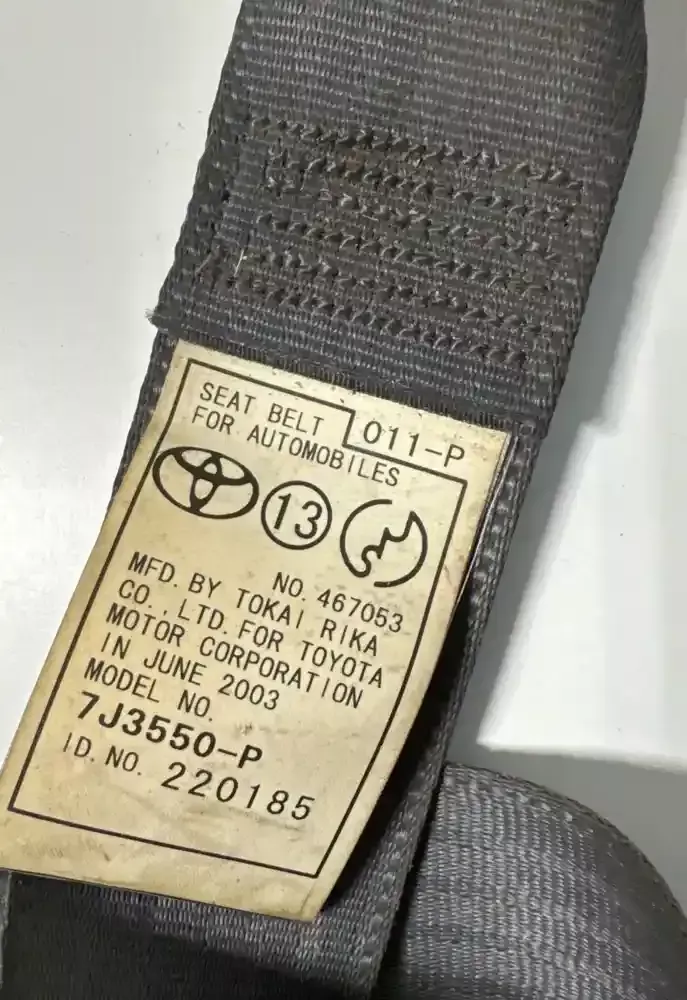 SEAT BELT 011-P
FOR AUTOMOBILES
13
NO. 467053
MFD. BY TOKAI RIKA
CO., LTD. FOR TOYOTA
MOTOR CORPORATION
IN JUNE 2003
MODEL NO.
7J3550-P
ID. NO. 220185